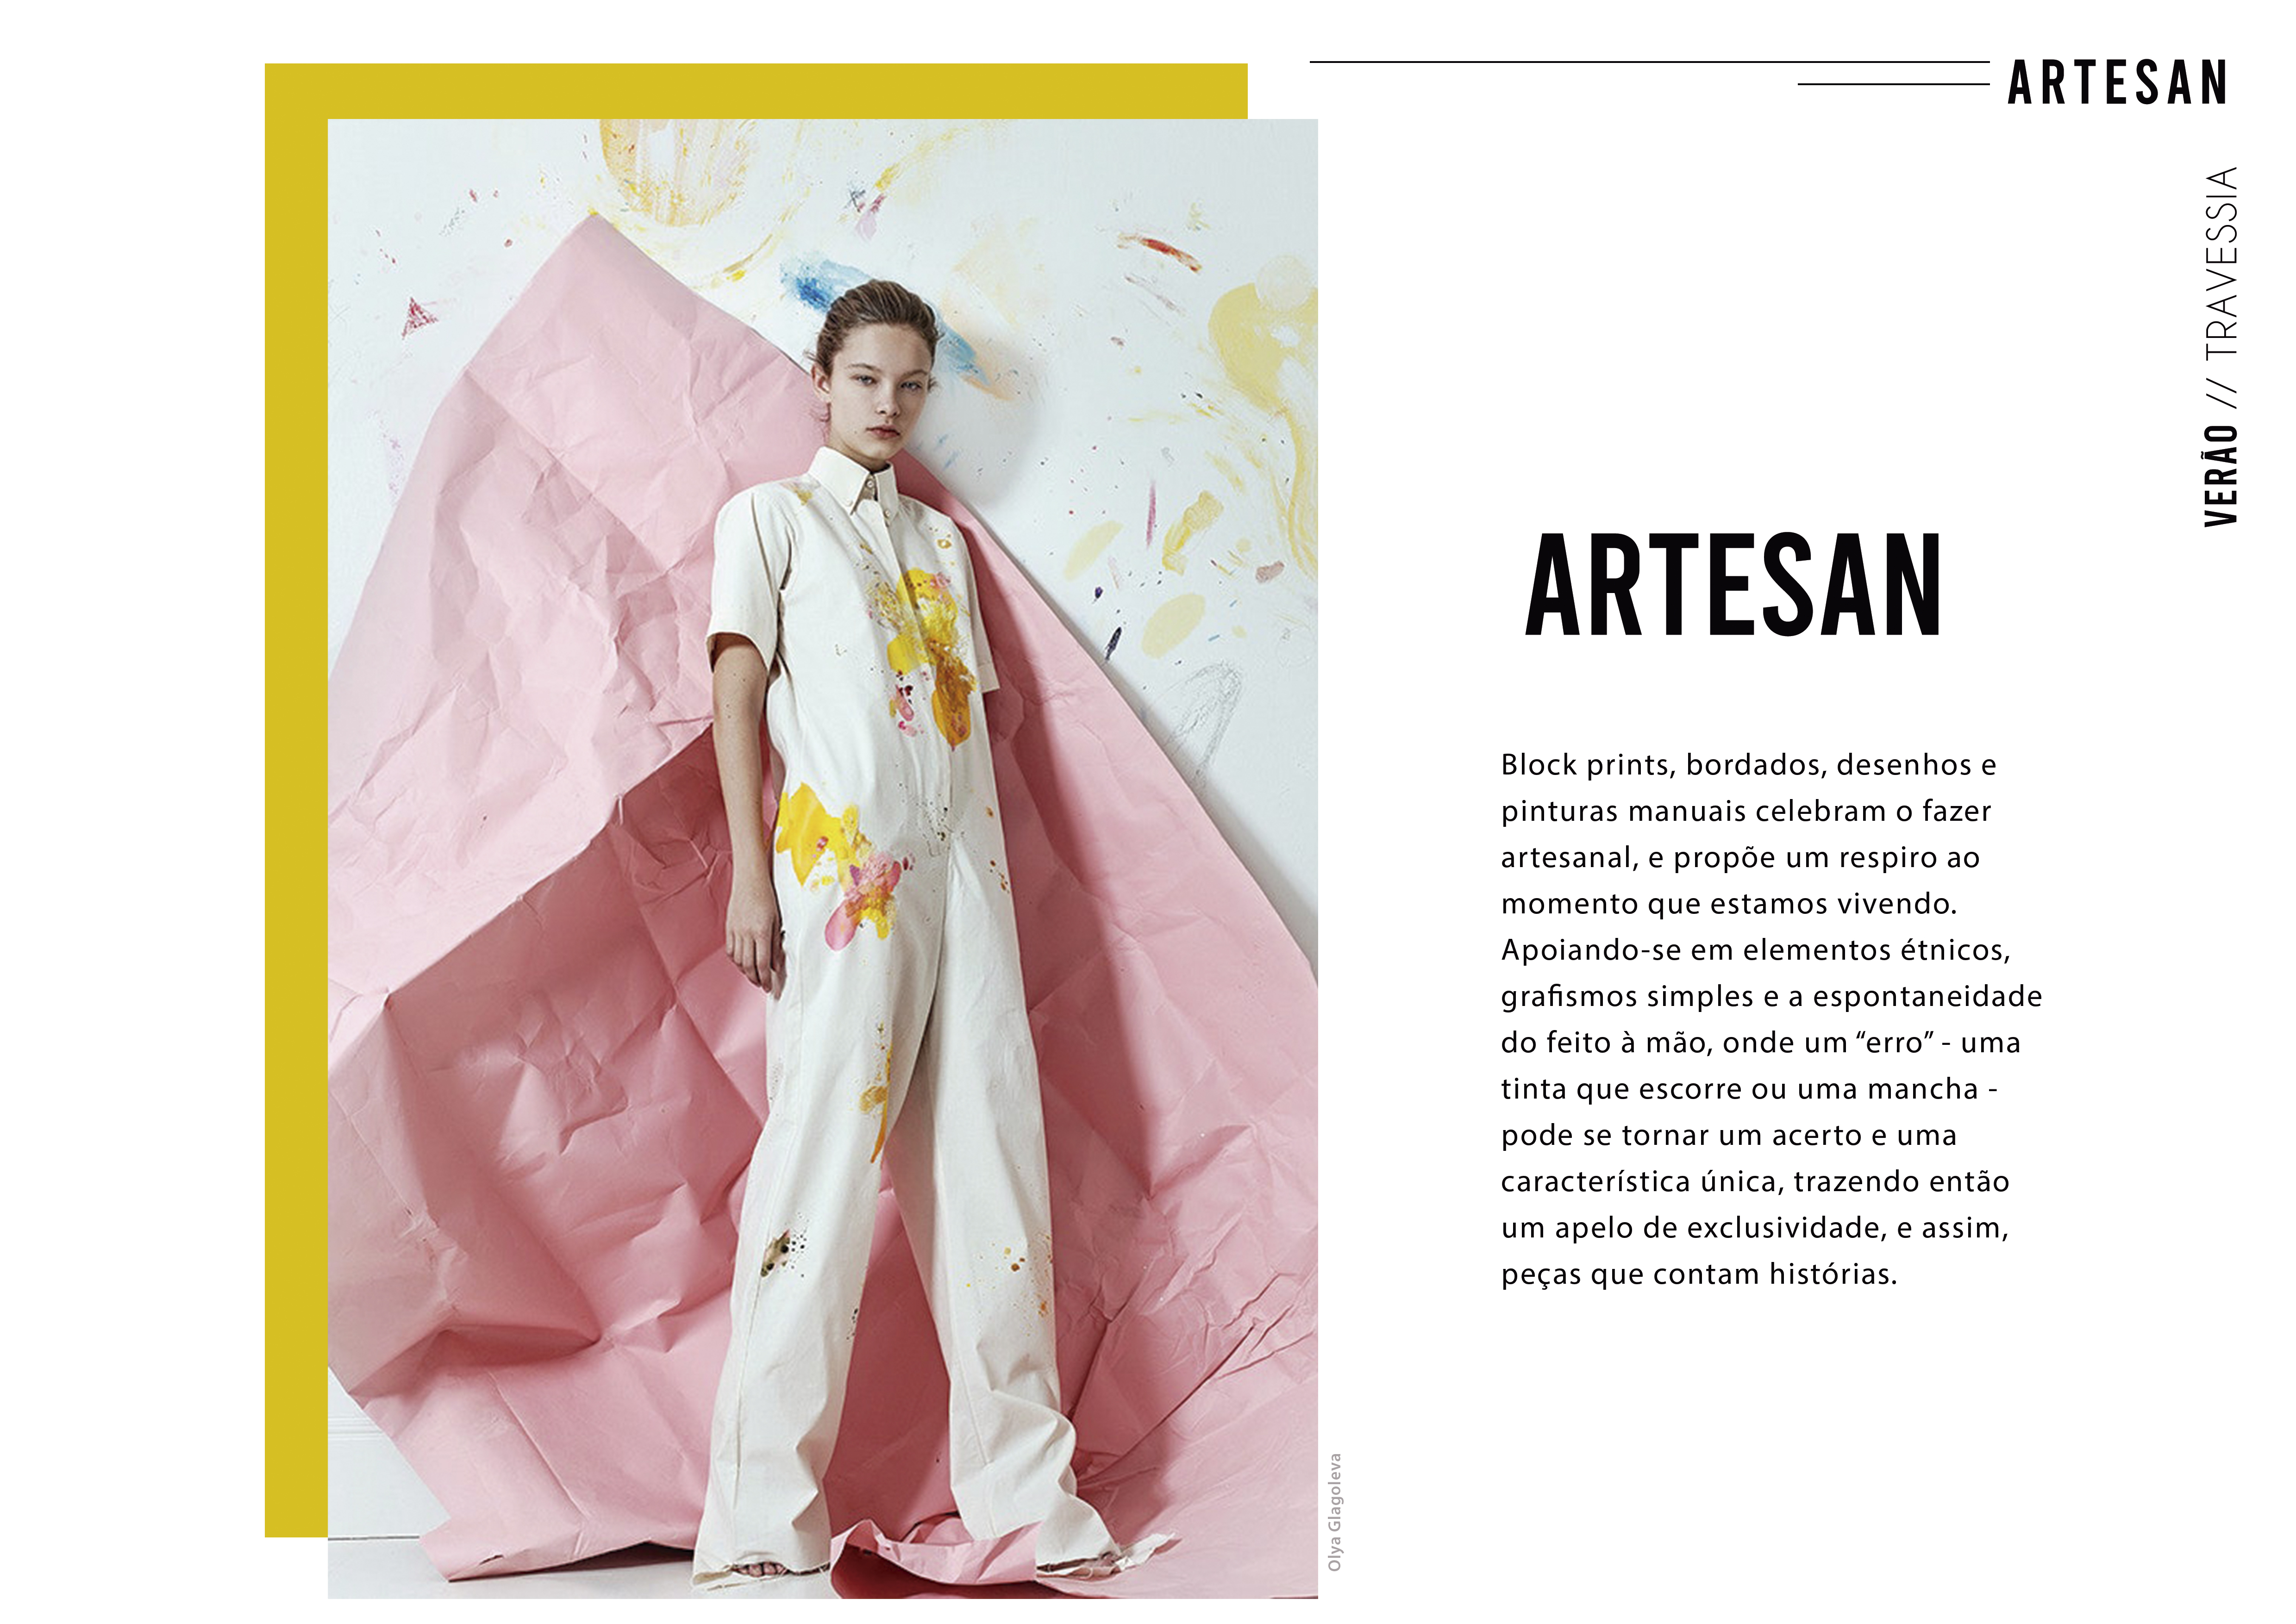 ARTESAN
VERÃO // TRAVESSIA
ARTESAN
Block prints, bordados, desenhos e
pinturas manuais celebram o fazer
artesanal, e propõe um respiro ao
momento que estamos vivendo.
Apoiando-se em elementos étnicos,
grafismos simples e a espontaneidade
do feito à mão, onde um “erro” - uma
tinta que escorre ou uma mancha -
pode se tornar um acerto e uma
característica única, trazendo então
um apelo de exclusividade, e assim,
peças que contam histórias.
Olya Glagoleva